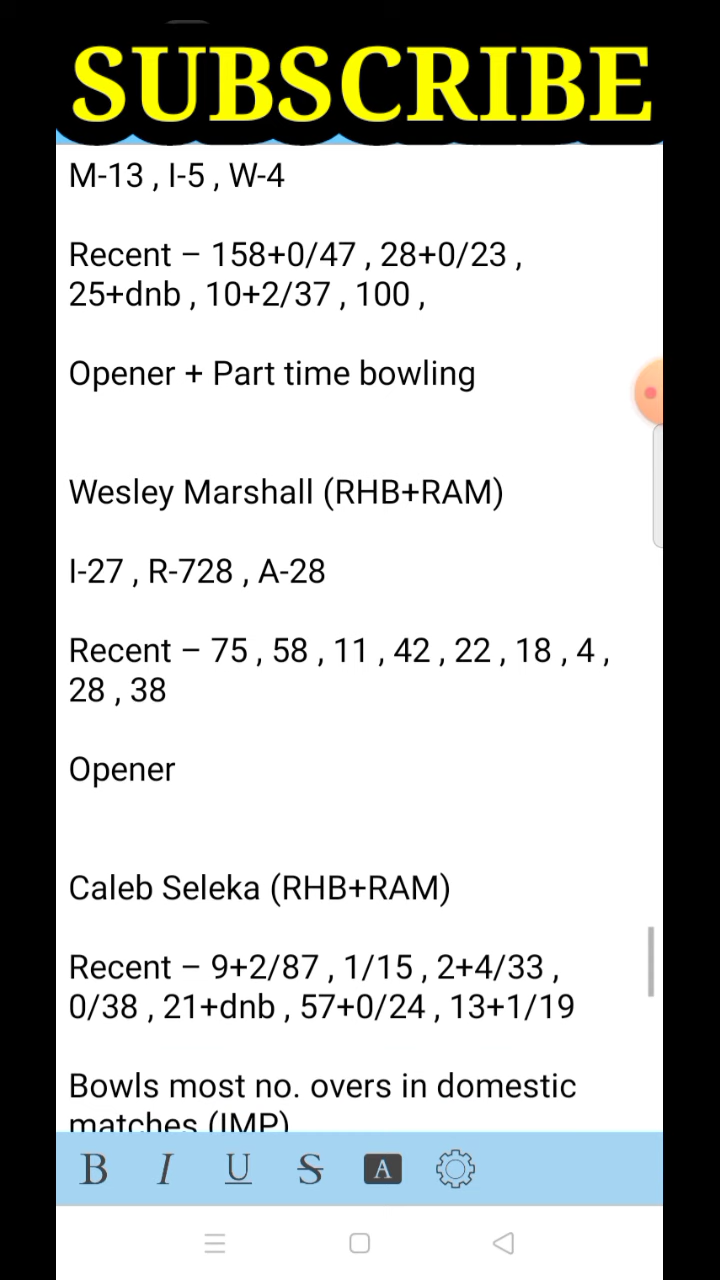 SUBSCRIBE
M-13 , I-5 , W-4
Recent – 158+0/47 , 28+0/23 ,
25+dnb , 10+2/37 , 100 ,
Opener + Part time bowling
Wesley Marshall (RHB+RAM)
I-27 , R-728 , A-28
Recent – 75 , 58 , 11 , 42 , 22 , 18 , 4 ,
28 , 38
Opener
Caleb Seleka (RHB+RAM)
Recent – 9+2/87 , 1/15 , 2+4/33 ,
0/38 , 21+dnb , 57+0/24 , 13+1/19
Bowls most no. overs in domestic
matches (IMP)
B I U S A